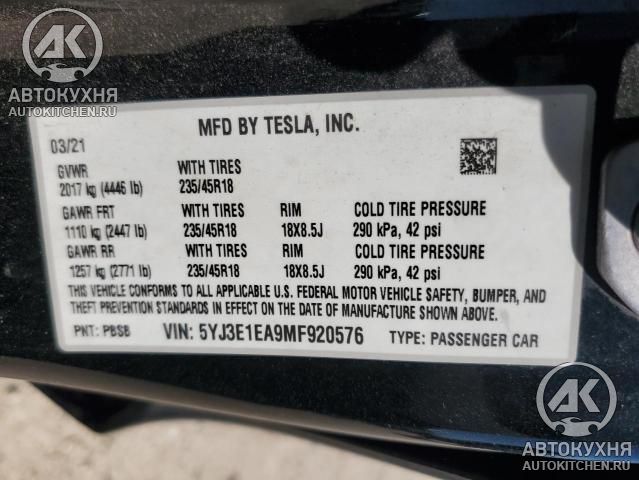 АК
АВТОКУХНЯ
AUTOKITCHEN.RU
MFD BY TESLA, INC.
03/21
GVWR WITH TIRES
2017 kg (4446 lb) 235/45R18
GAWR FRT WITH TIRES RIM COLD TIRE PRESSURE
1110 kg (2447 lb) 235/45R18 18X8.5J 290 kPa, 42 psi
GAWR RR WITH TIRES RIM COLD TIRE PRESSURE
1257 kg (2771 lb) 235/45R18 18X8.5J 290 kPa, 42 psi
THIS VEHICLE CONFORMS TO ALL APPLICABLE U.S. FEDERAL MOTOR VEHICLE SAFETY, BUMPER, AND
THEFT PREVENTION STANDARDS IN EFFECT ON THE DATE OF MANUFACTURE SHOWN ABOVE.
PNT: PBSB VIN: 5YJ3E1EA9MF920576 TYPE: PASSENGER CAR
АК
АВТОКУХНЯ
AUTOKITCHEN.RU